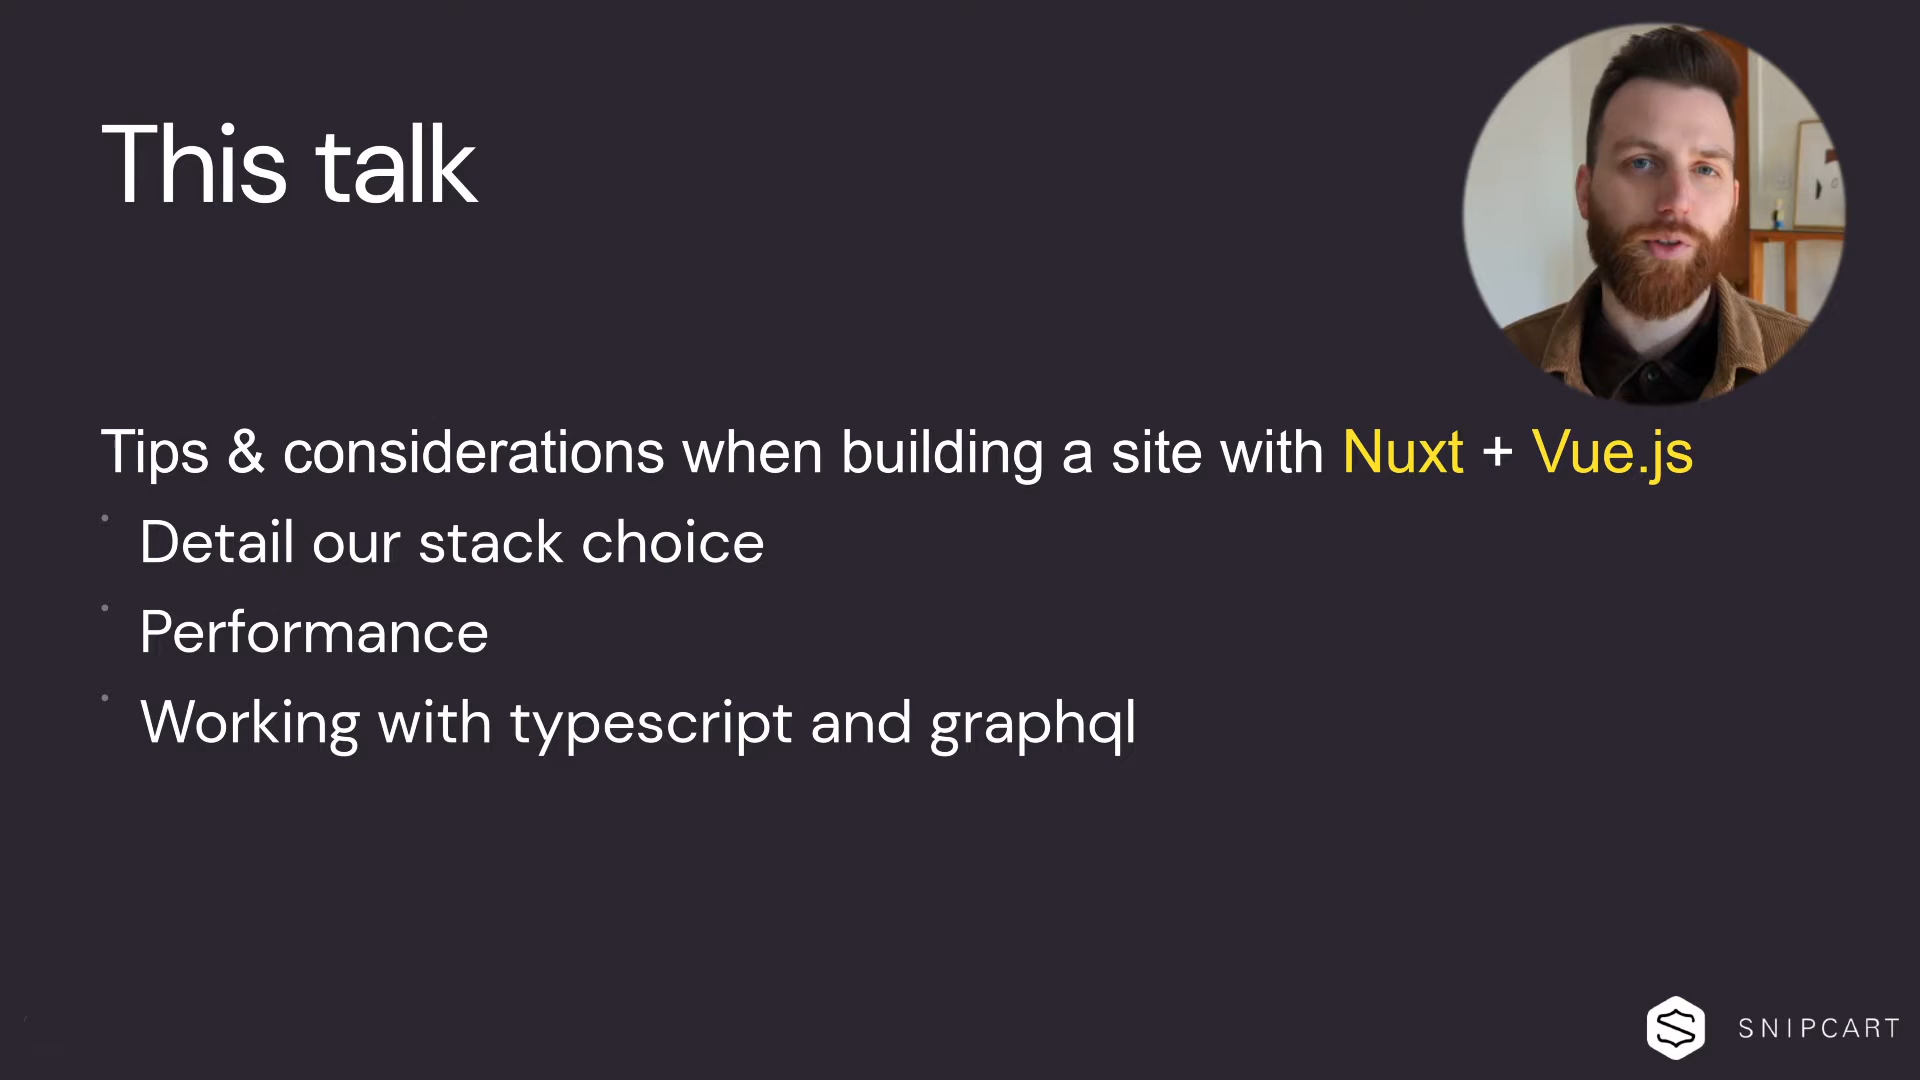 This talk
Tips & considerations when building a site with Nuxt + Vue.js
Detail our stack choice
Performance
Working with typescript and graphql
SNIPCART